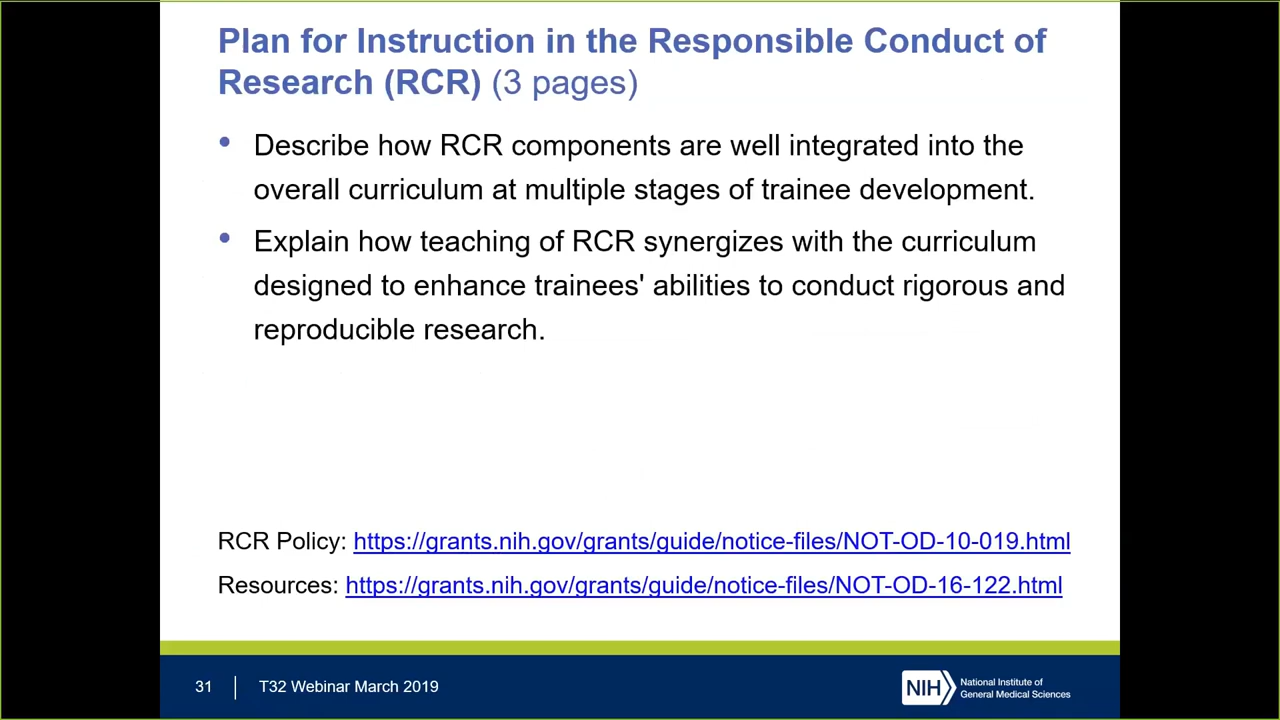 Plan for Instruction in the Responsible Conduct of
Research (RCR) (3 pages)
• Describe how RCR components are well integrated into the
overall curriculum at multiple stages of trainee development.
• Explain how teaching of RCR synergizes with the curriculum
designed to enhance trainees' abilities to conduct rigorous and
reproducible research.
RCR Policy: https://grants.nih.gov/grants/guide/notice-files/NOT-OD-10-019.html
Resources: https://grants.nih.gov/grants/guide/notice-files/NOT-OD-16-122.html
31 | T32 Webinar March 2019
NIH National Institute of
General Medical Sciences